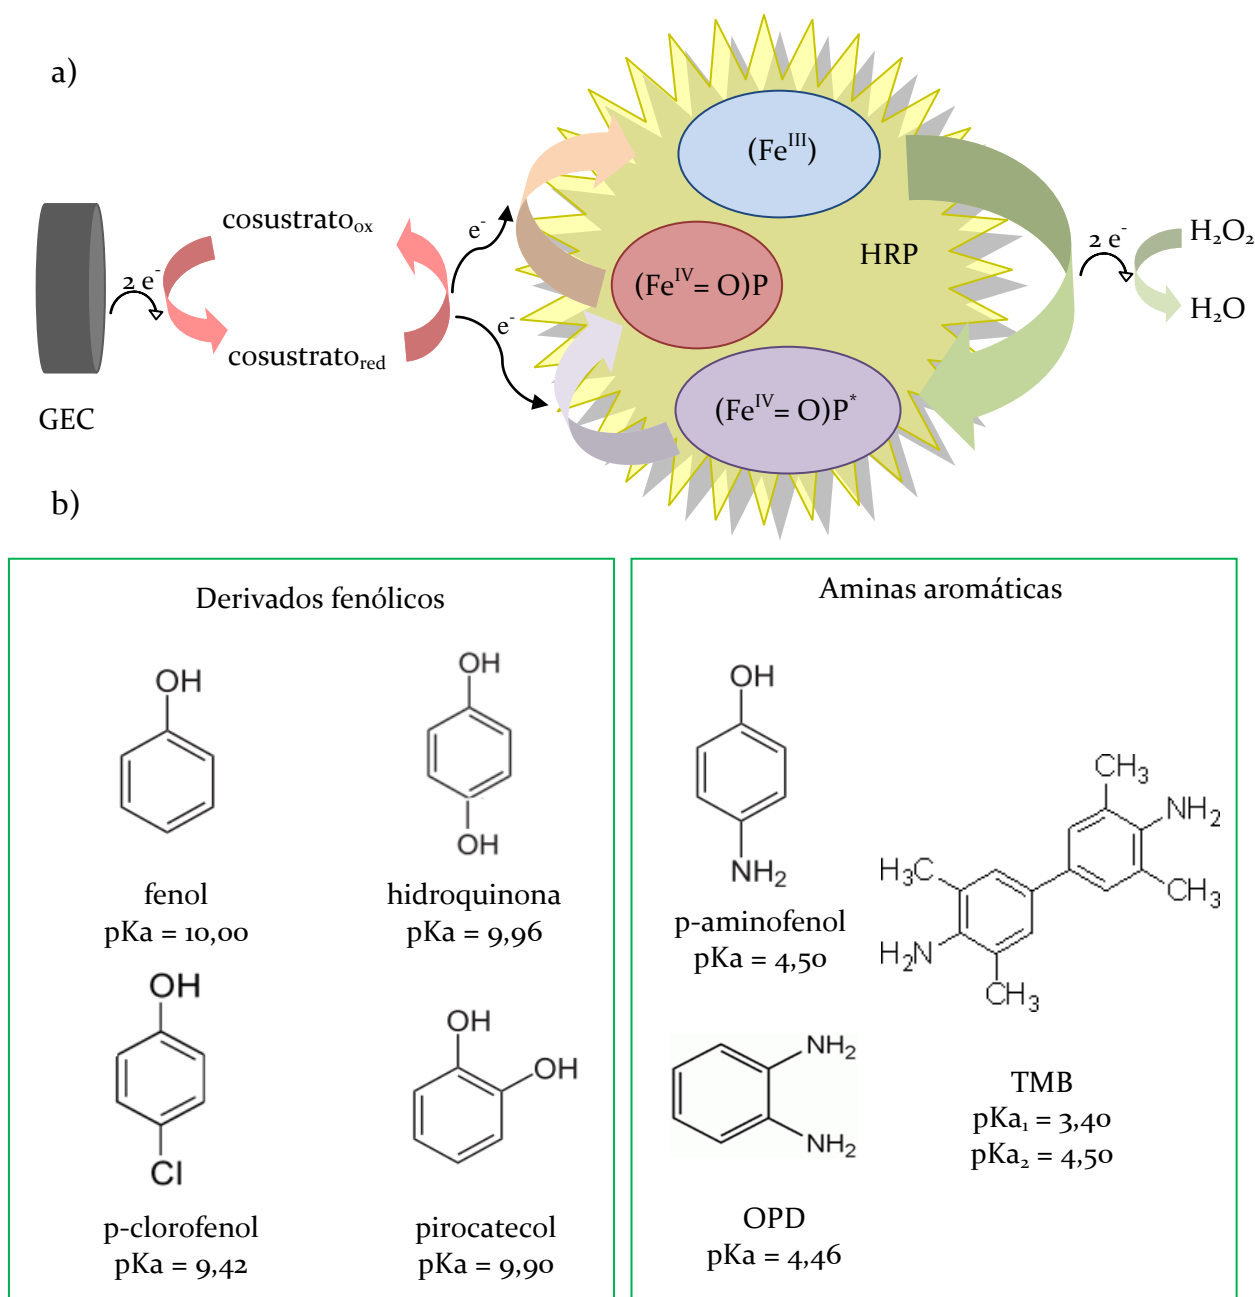 a)
(Fe^III)
cosustrato_ox
e^-
HRP
2 e^-
H₂O₂
2 e^-
(Fe^IV= O)P
H₂O
e^-
cosustrato_red
GEC
(Fe^IV= O)P^*
b)
Derivados fenólicos
OH
OH
OH
fenol
pKa = 10,00
hidroquinona
pKa = 9,96
OH
Cl
p-clorofenol
pKa = 9,42
OH
OH
pirocatecol
pKa = 9,90
Aminas aromáticas
OH
NH₂
p-aminofenol
pKa = 4,50
CH₃
NH₂
H₃C
CH₃
H₂N
CH₃
TMB
pKa₁ = 3,40
pKa₂ = 4,50
NH₂
NH₂
OPD
pKa = 4,46